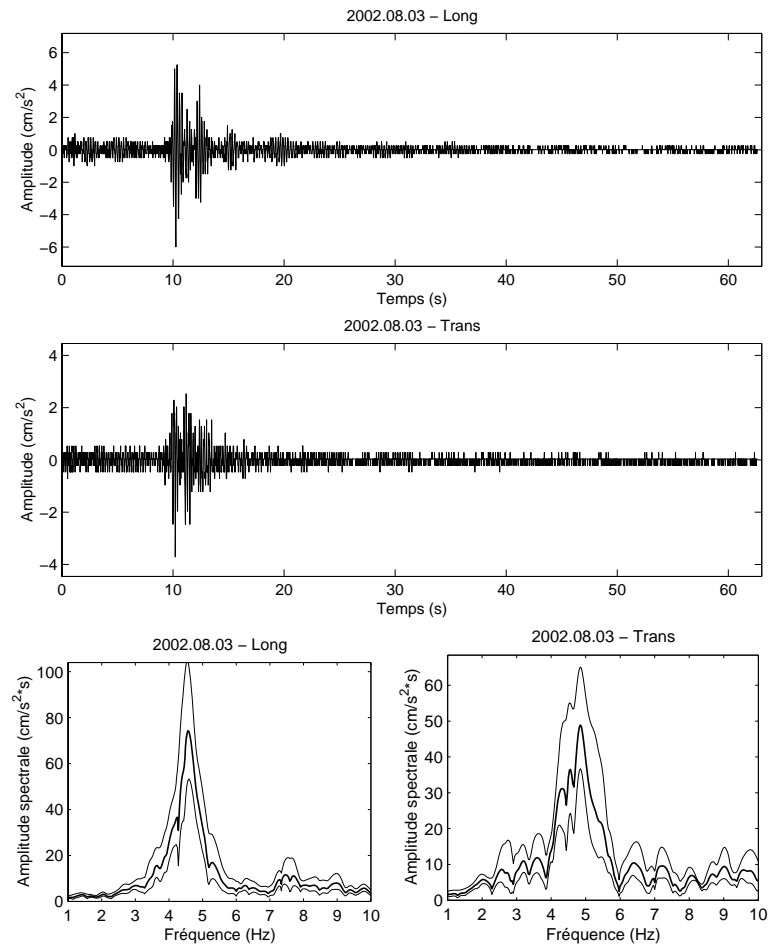 2002.08.03 – Long
6
4
2
0
−2
−4
−6
Amplitude (cm/s²)
0 10 20 30 40 50 60
Temps (s)
2002.08.03 – Trans
4
2
0
−2
−4
Amplitude (cm/s²)
0 10 20 30 40 50 60
Temps (s)
2002.08.03 – Long
100
80
60
40
20
0
Amplitude spectrale (cm/s²*s)
1 2 3 4 5 6 7 8 9 10
Fréquence (Hz)
2002.08.03 – Trans
60
50
40
30
20
10
0
Amplitude spectrale (cm/s²*s)
1 2 3 4 5 6 7 8 9 10
Fréquence (Hz)